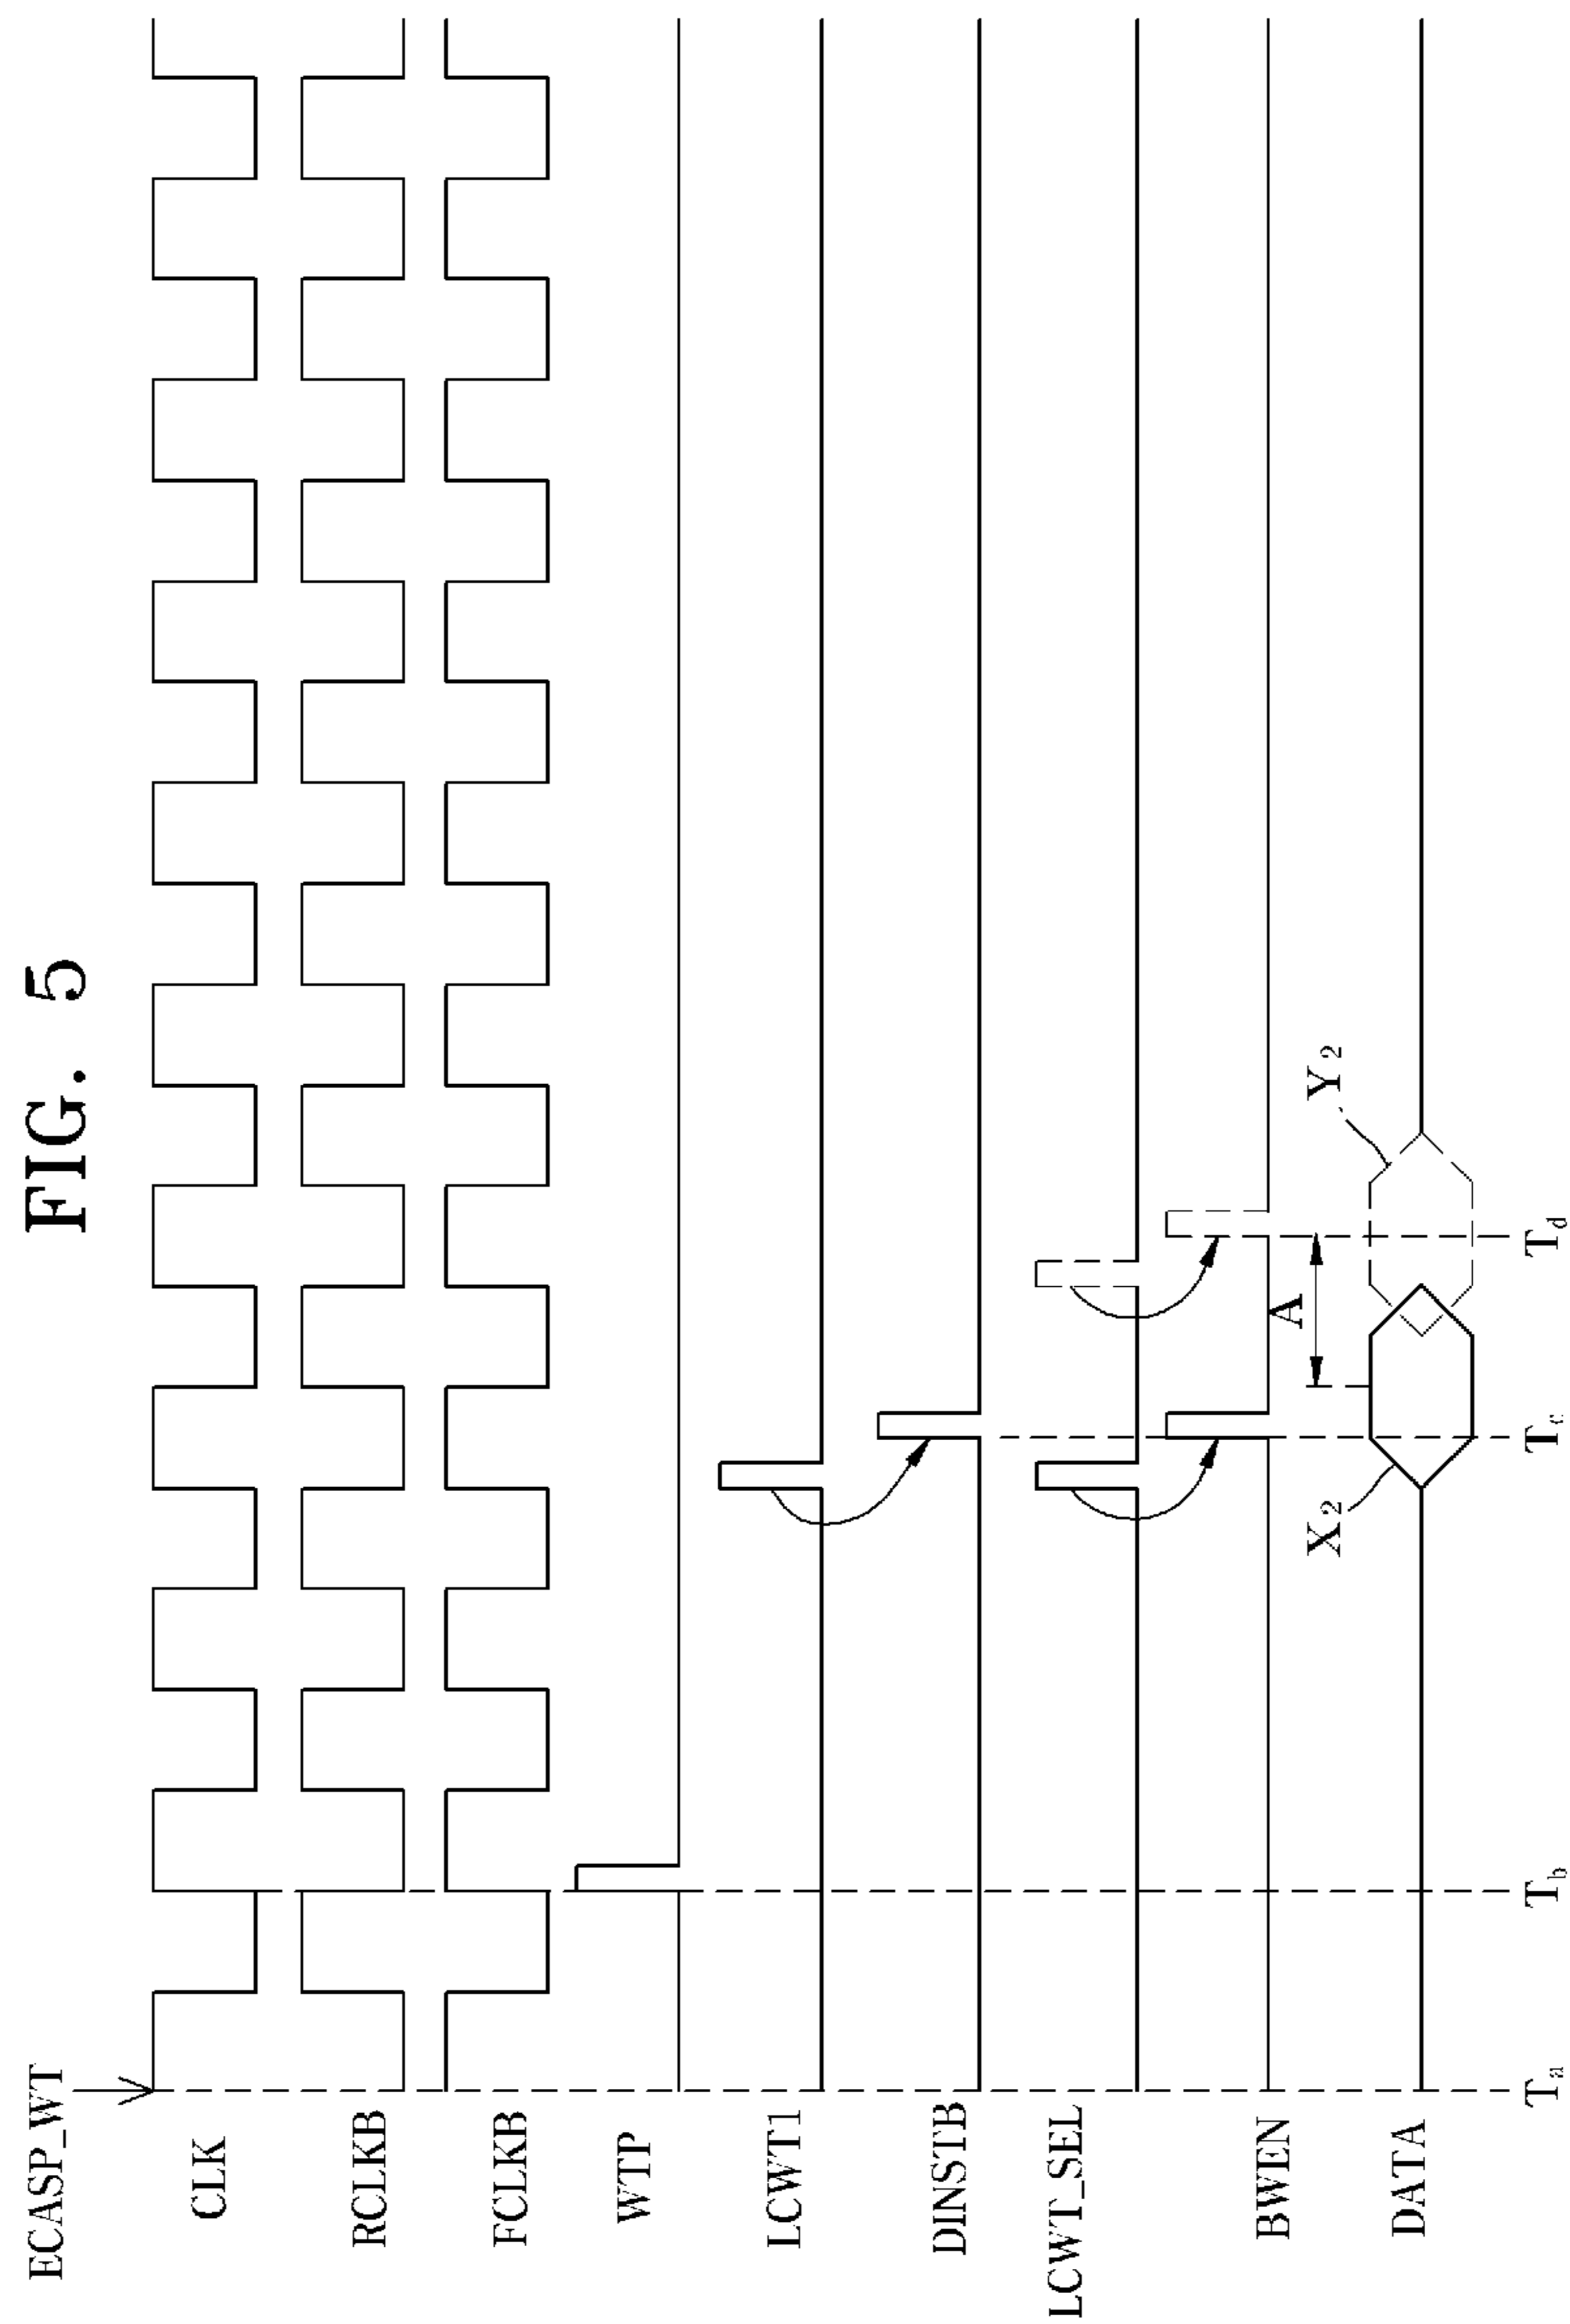 FIG. 5
ECASP_WT
CLK
RCLKB
FCLKB
WTP
LCWT1
DINSTB
LCWT_SEL
BWEN
A
DATA
X2
Y2
Ta
Tb
Tc
Td